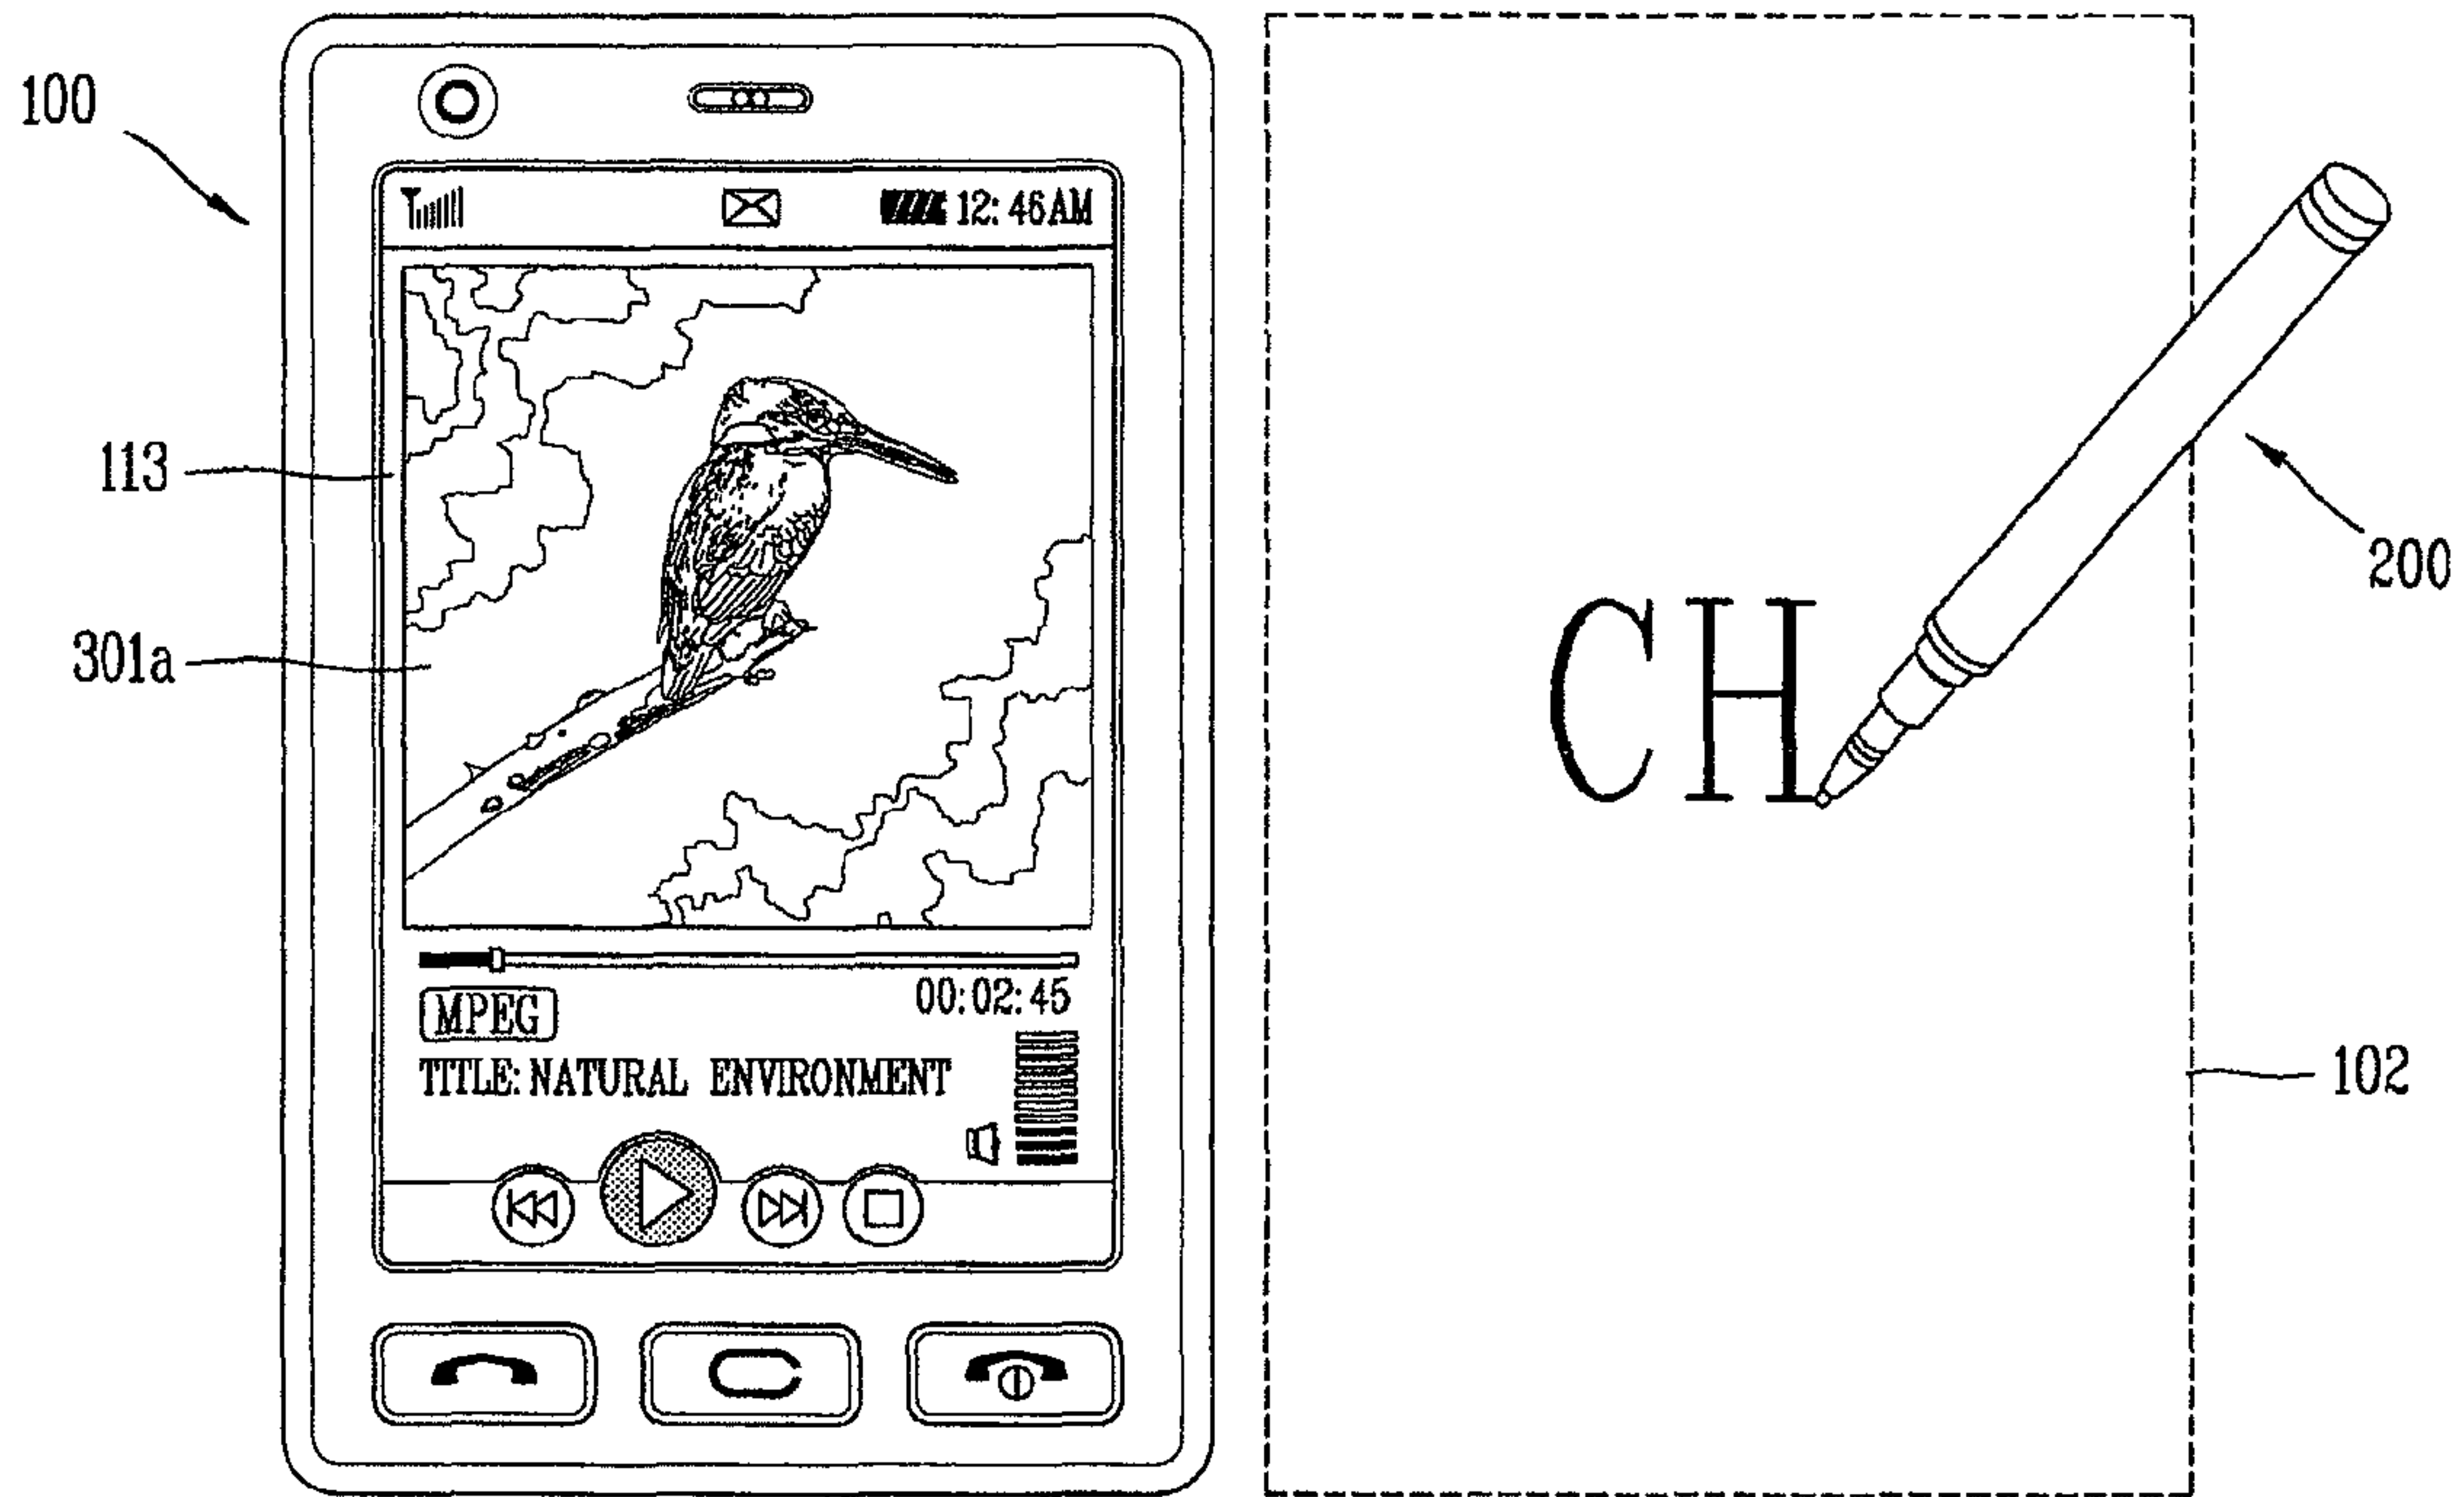 100
12:46AM
113
200
301a
CH
00:02:45
MPEG
TITLE: NATURAL ENVIRONMENT
102